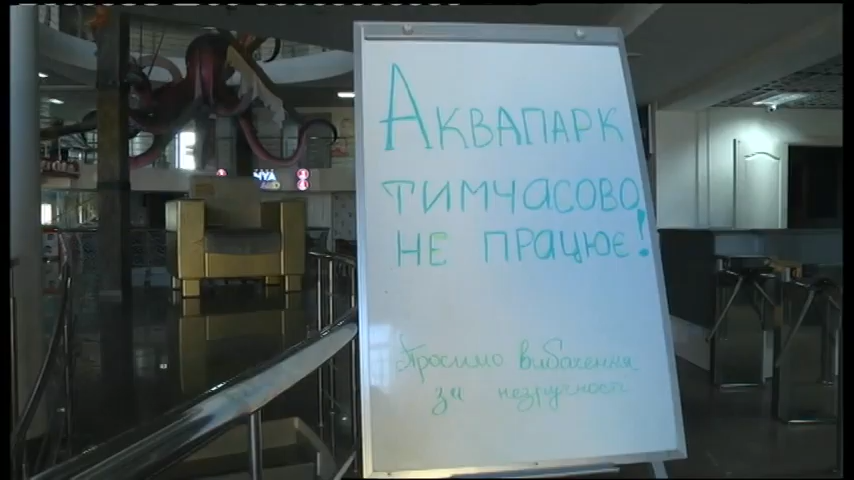 Аквапарк
тимчасово
не працює!
Просимо вибачення
за незручності